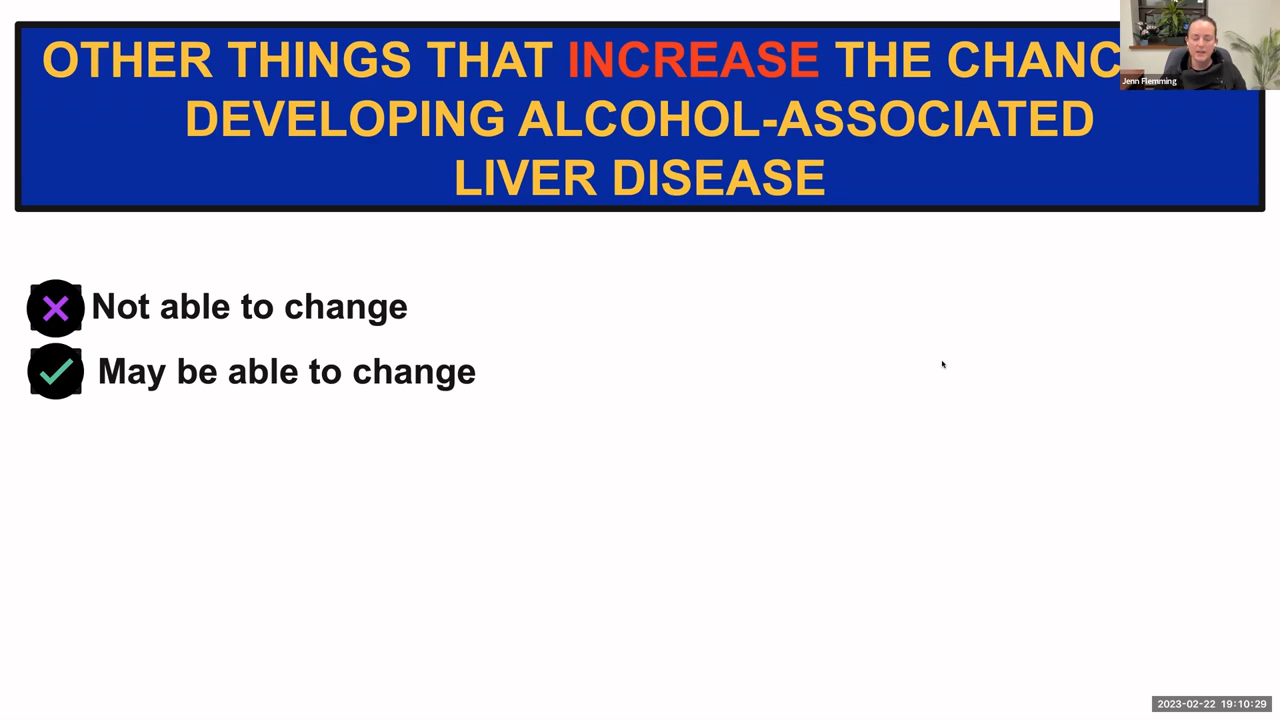 OTHER THINGS THAT INCREASE THE CHANC
DEVELOPING ALCOHOL-ASSOCIATED
LIVER DISEASE
Jenn Flemming
Not able to change
May be able to change
2023-02-22 19:10:29